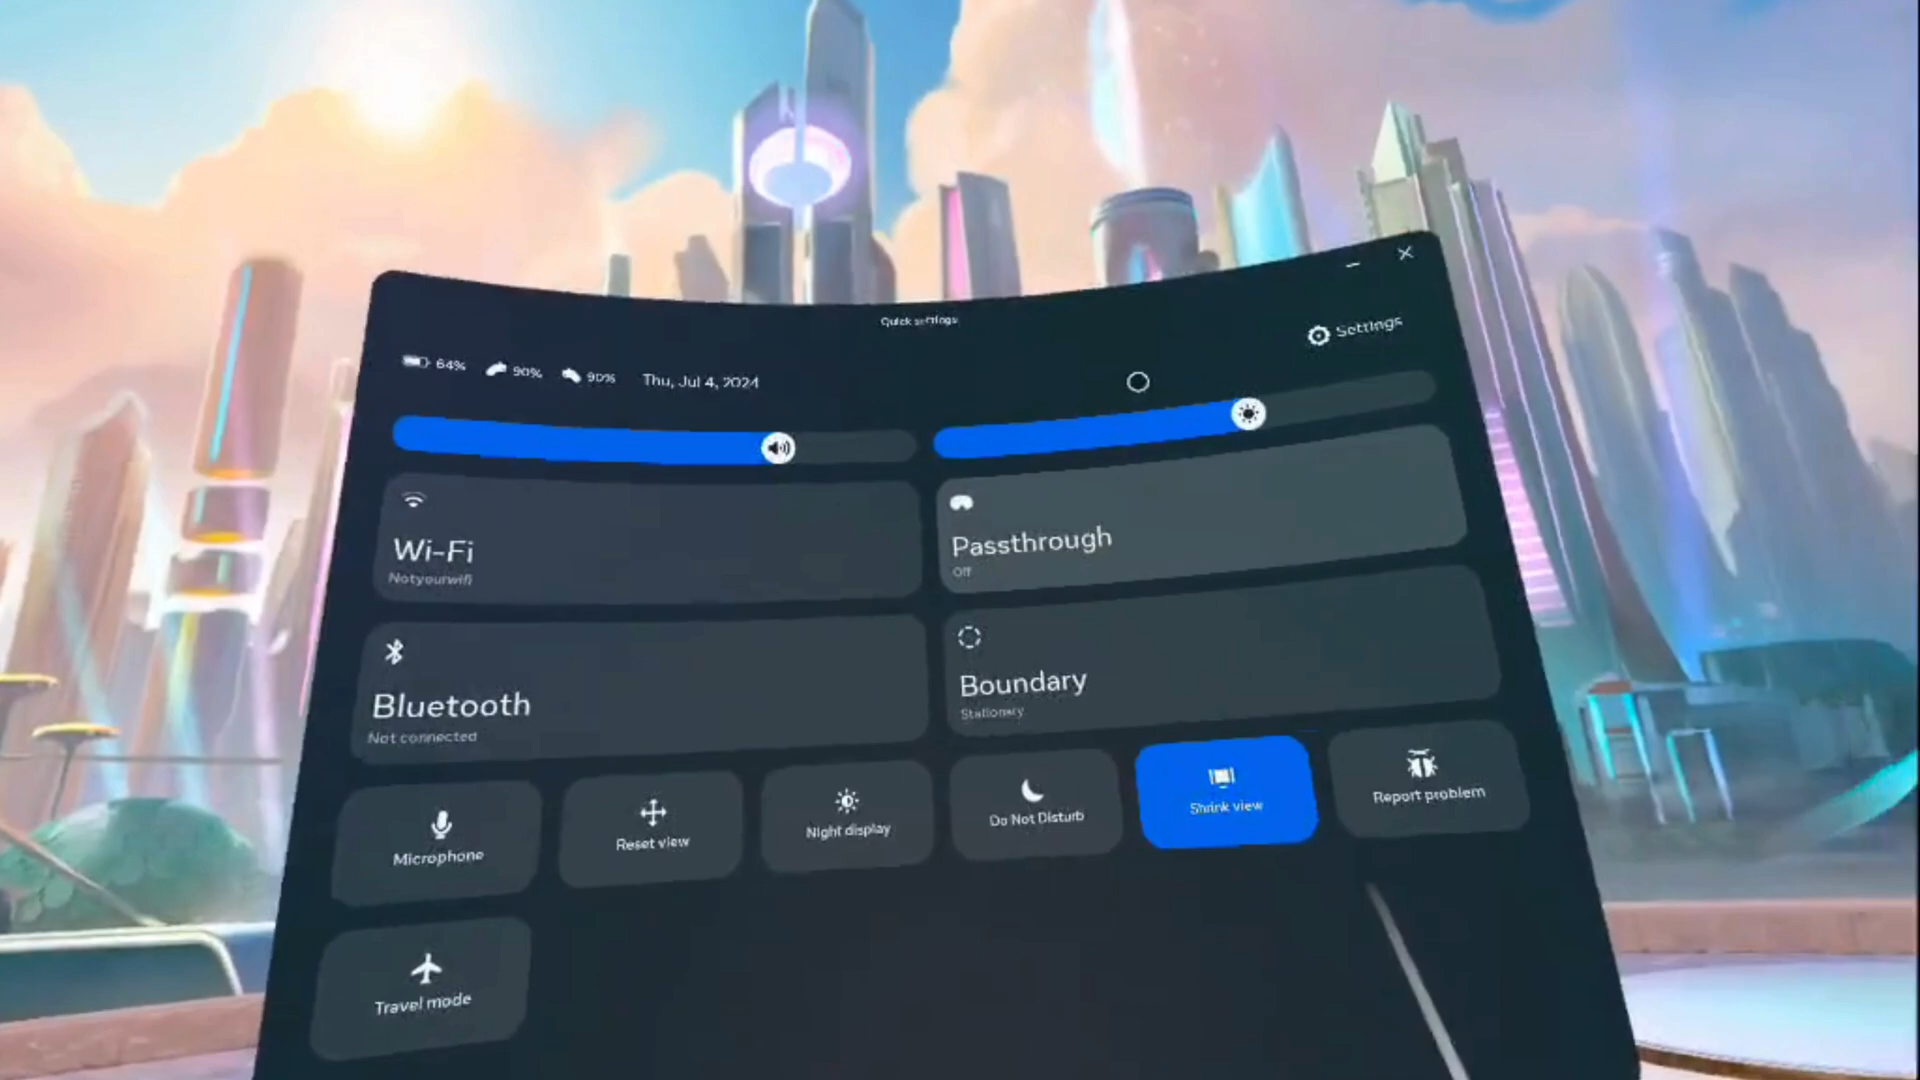 Quick settings
64% 90% 90% Thu, Jul 4, 2024
Settings
Wi-Fi
Notyourwifi
Passthrough
Off
Bluetooth
Not connected
Boundary
Stationary
Microphone
Reset view
Night display
Do Not Disturb
Shrink view
Report problem
Travel mode